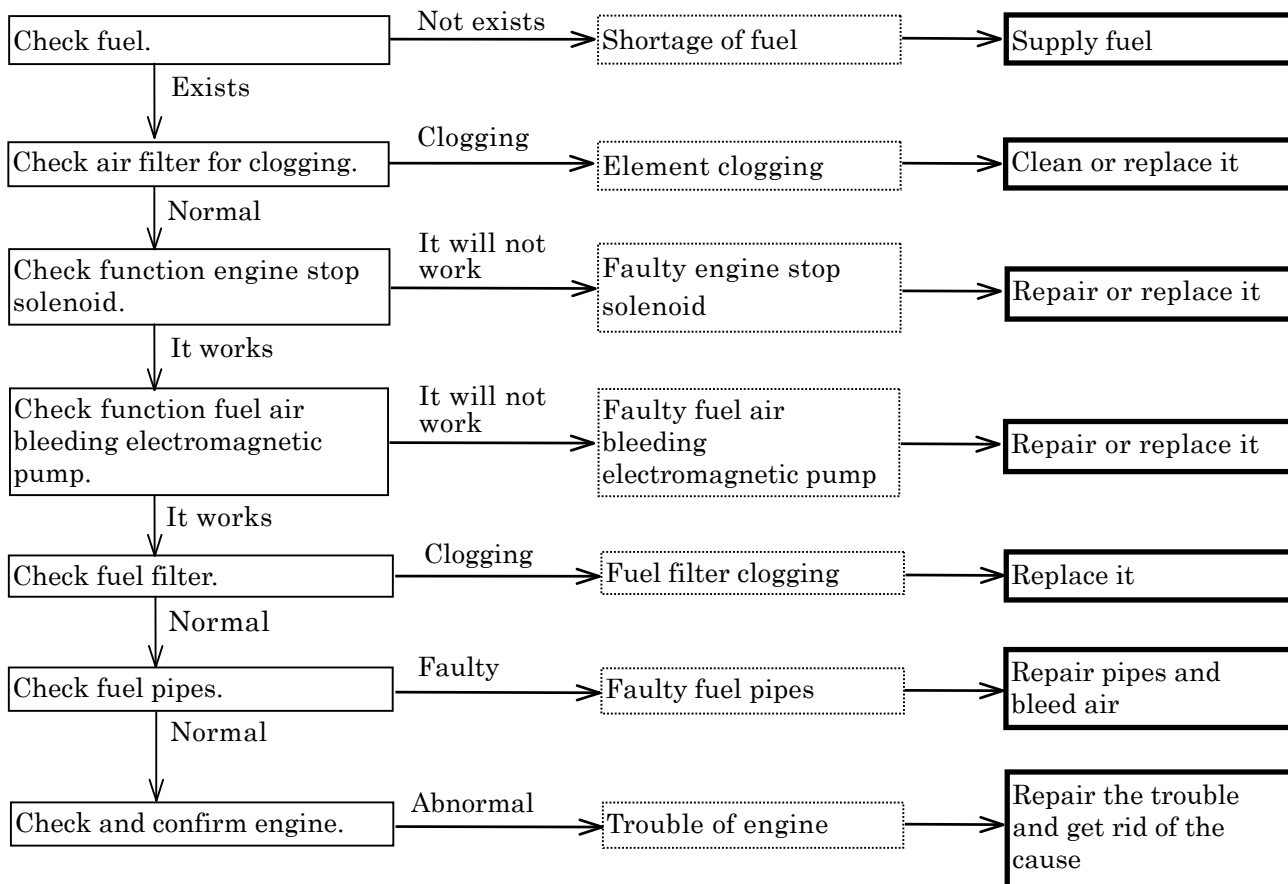 Check fuel.
Not exists
Shortage of fuel
Supply fuel
Exists
Check air filter for clogging.
Clogging
Element clogging
Clean or replace it
Normal
Check function engine stop
solenoid.
It will not
work
Faulty engine stop
solenoid
Repair or replace it
It works
Check function fuel air
bleeding electromagnetic
pump.
It will not
work
Faulty fuel air
bleeding
electromagnetic pump
Repair or replace it
It works
Check fuel filter.
Clogging
Fuel filter clogging
Replace it
Normal
Check fuel pipes.
Faulty
Faulty fuel pipes
Repair pipes and
bleed air
Normal
Check and confirm engine.
Abnormal
Trouble of engine
Repair the trouble
and get rid of the
cause